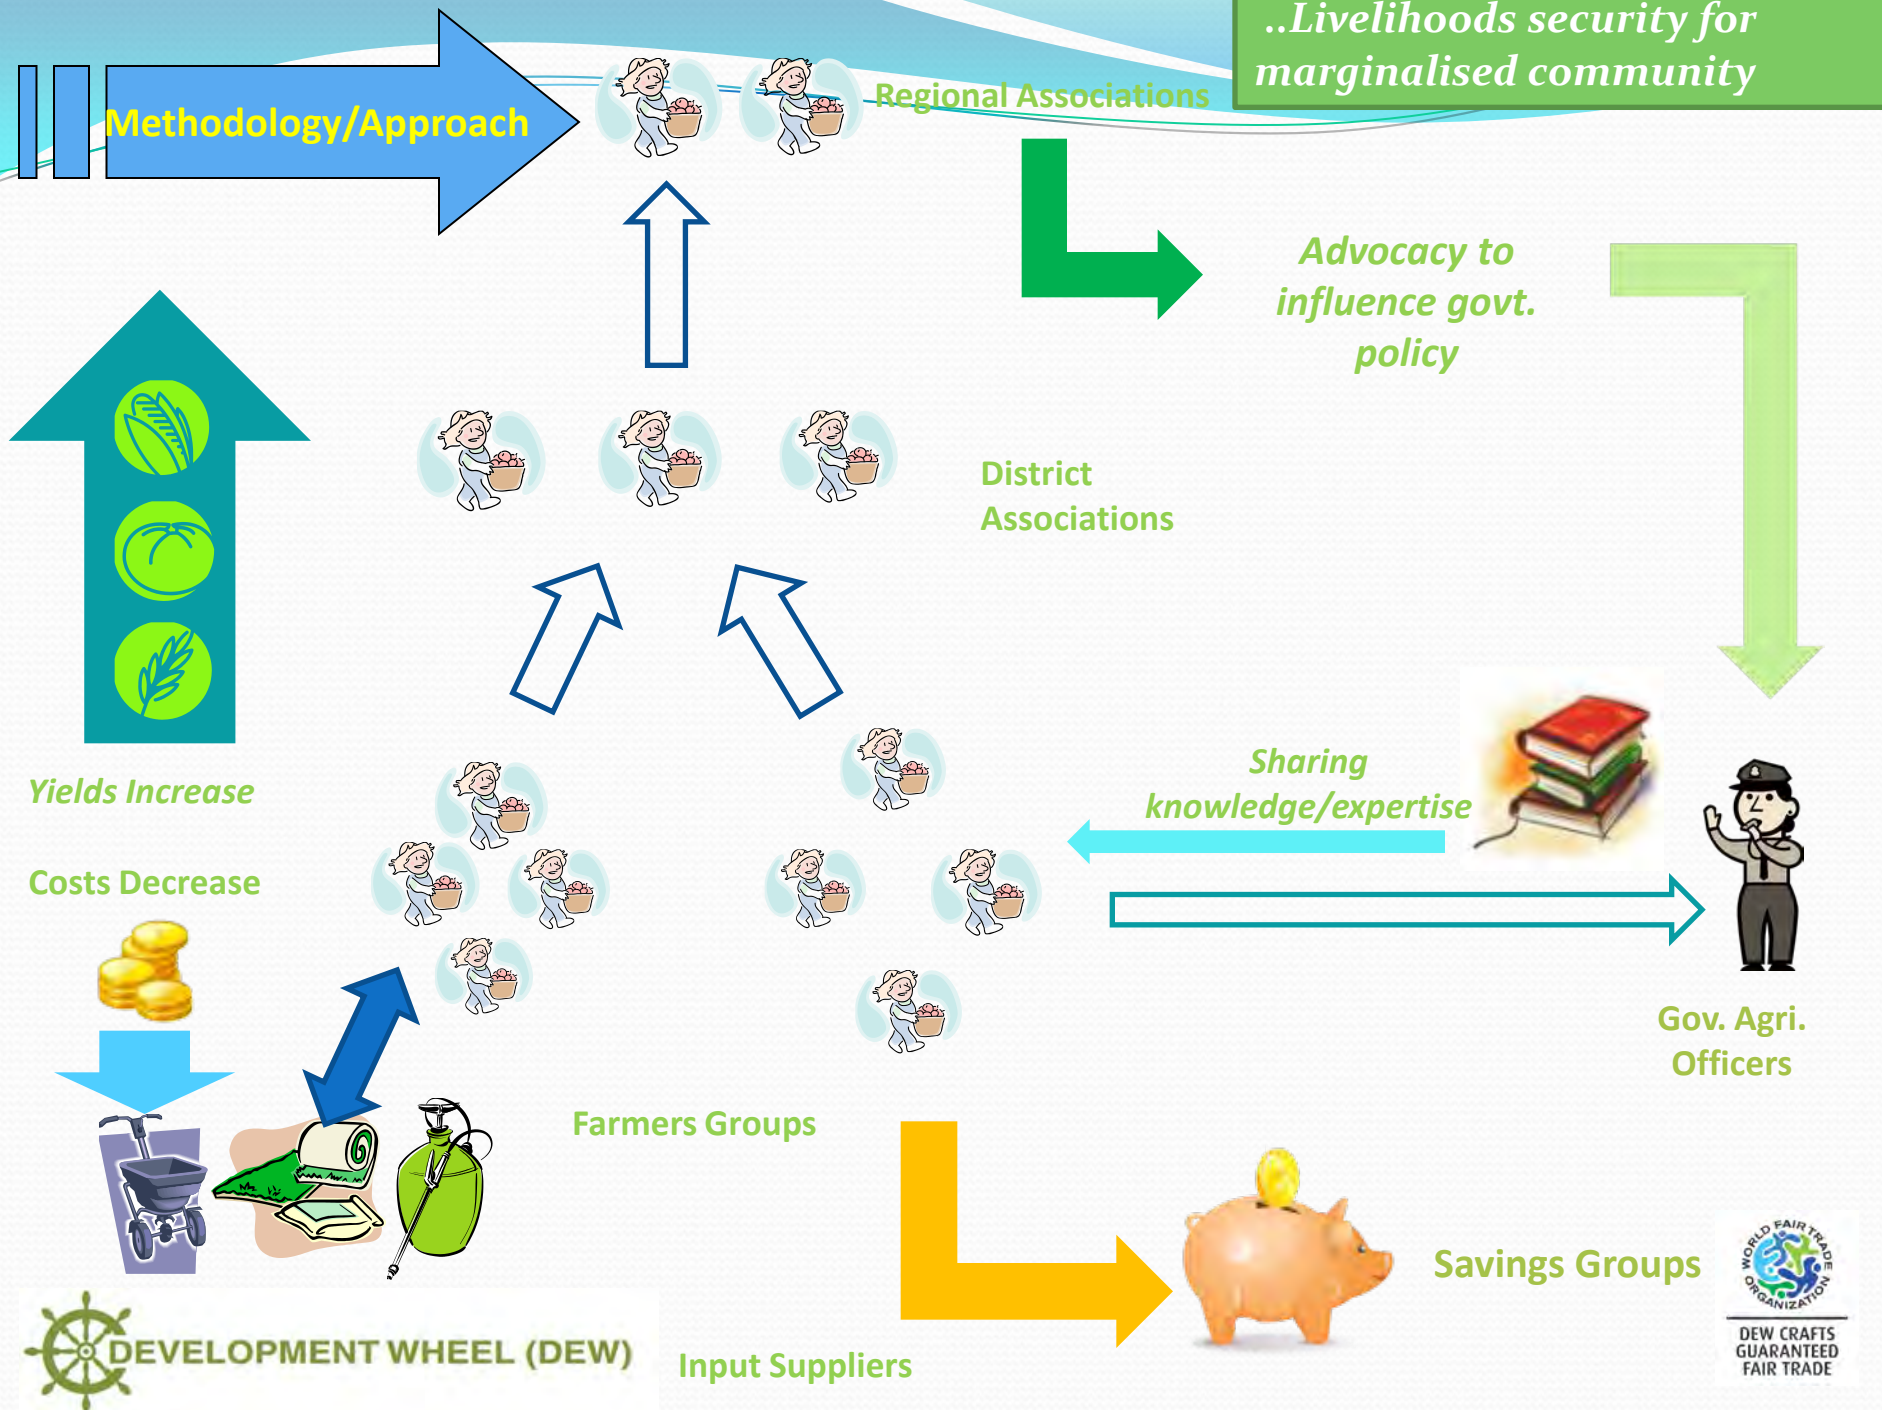 ..Livelihoods security for
marginalised community
Methodology/Approach
Regional Associations
Advocacy to
influence govt.
policy
District
Associations
Sharing
knowledge/expertise
Yields Increase
Costs Decrease
Gov. Agri.
Officers
Farmers Groups
Savings Groups
WORLD FAIR TRADE ORGANIZATION
DEW CRAFTS
GUARANTEED
FAIR TRADE
DEVELOPMENT WHEEL (DEW)
Input Suppliers